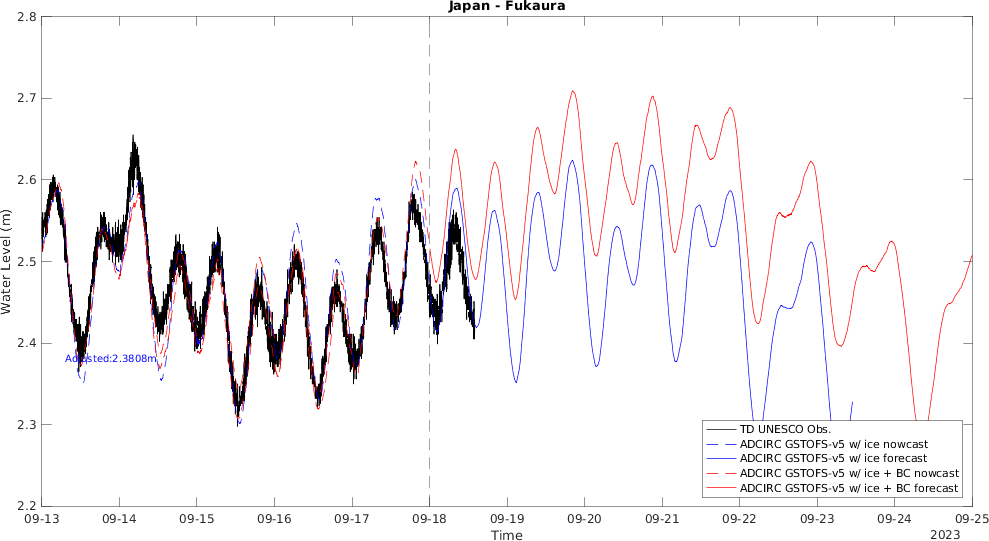 Japan - Fukaura
Water Level (m)
2.8
2.7
2.6
2.5
2.4
2.3
2.2
Adjusted:2.3808m
TD UNESCO Obs.
ADCIRC GSTOFS-v5 w/ ice nowcast
ADCIRC GSTOFS-v5 w/ ice forecast
ADCIRC GSTOFS-v5 w/ ice + BC nowcast
ADCIRC GSTOFS-v5 w/ ice + BC forecast
09-13 09-14 09-15 09-16 09-17 09-18 09-19 09-20 09-21 09-22 09-23 09-24 09-25
Time
2023